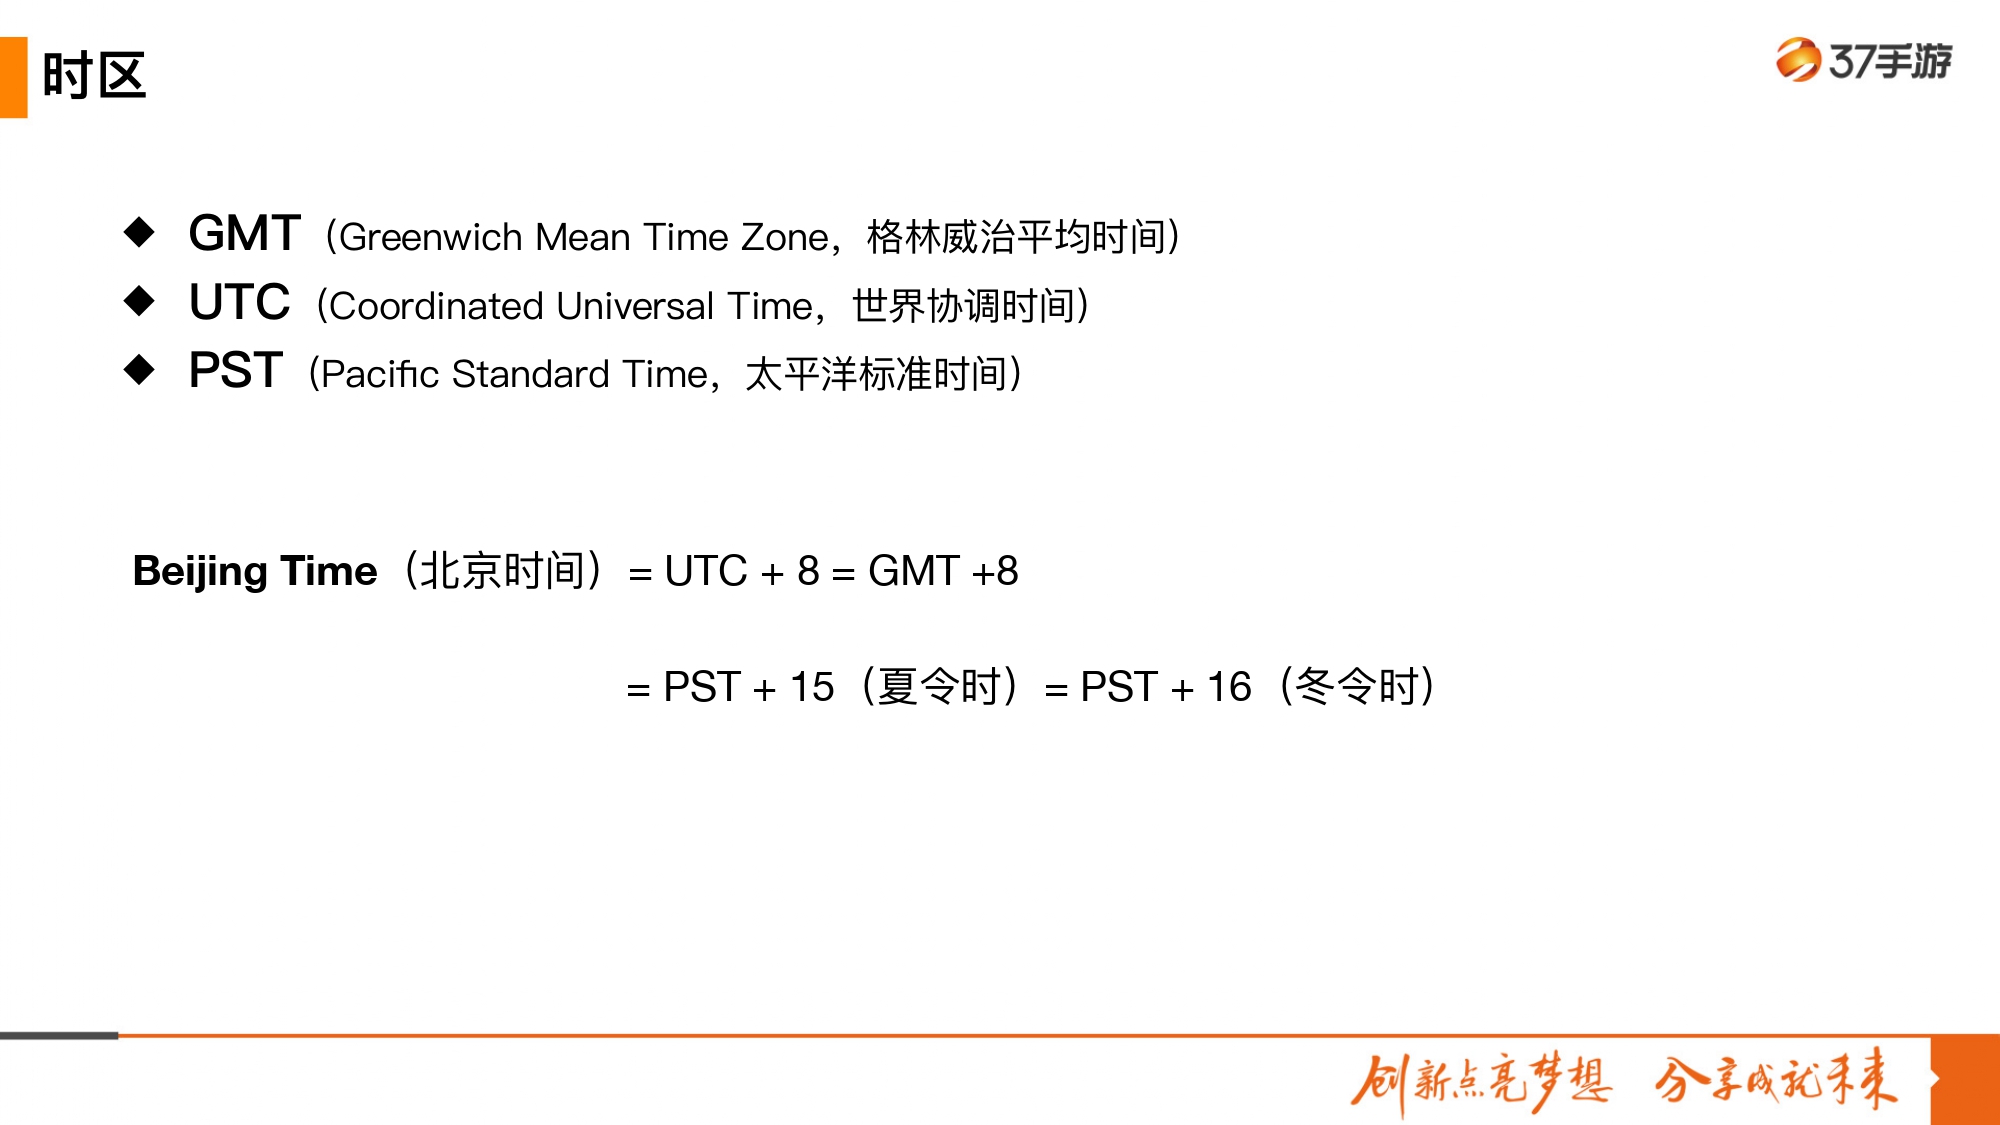 时区
37手游
◆ GMT（Greenwich Mean Time Zone，格林威治平均时间）
◆ UTC（Coordinated Universal Time，世界协调时间）
◆ PST（Pacific Standard Time，太平洋标准时间）
Beijing Time（北京时间）= UTC + 8 = GMT +8
= PST + 15（夏令时）= PST + 16（冬令时）
创新点亮梦想 分享成就未来